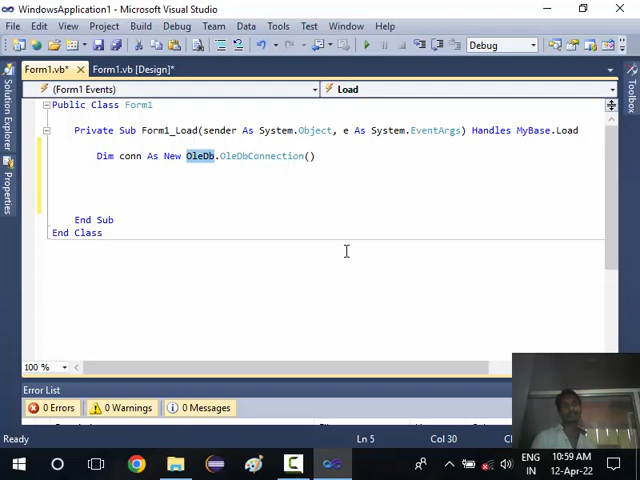 WindowsApplication1 - Microsoft Visual Studio
File Edit View Project Build Debug Team Data Tools Test Window Help
Debug
Form1.vb* Form1.vb [Design]*
(Form1 Events) Load
Solution Explorer
Properties
Toolbox
Public Class Form1
Private Sub Form1_Load(sender As System.Object, e As System.EventArgs) Handles MyBase.Load
Dim conn As New OleDb.OleDbConnection()
End Sub
End Class
100 %
Error List
0 Errors 0 Warnings 0 Messages
Ready Ln 5 Col 30
ENG 10:59 AM
IN 12-Apr-22